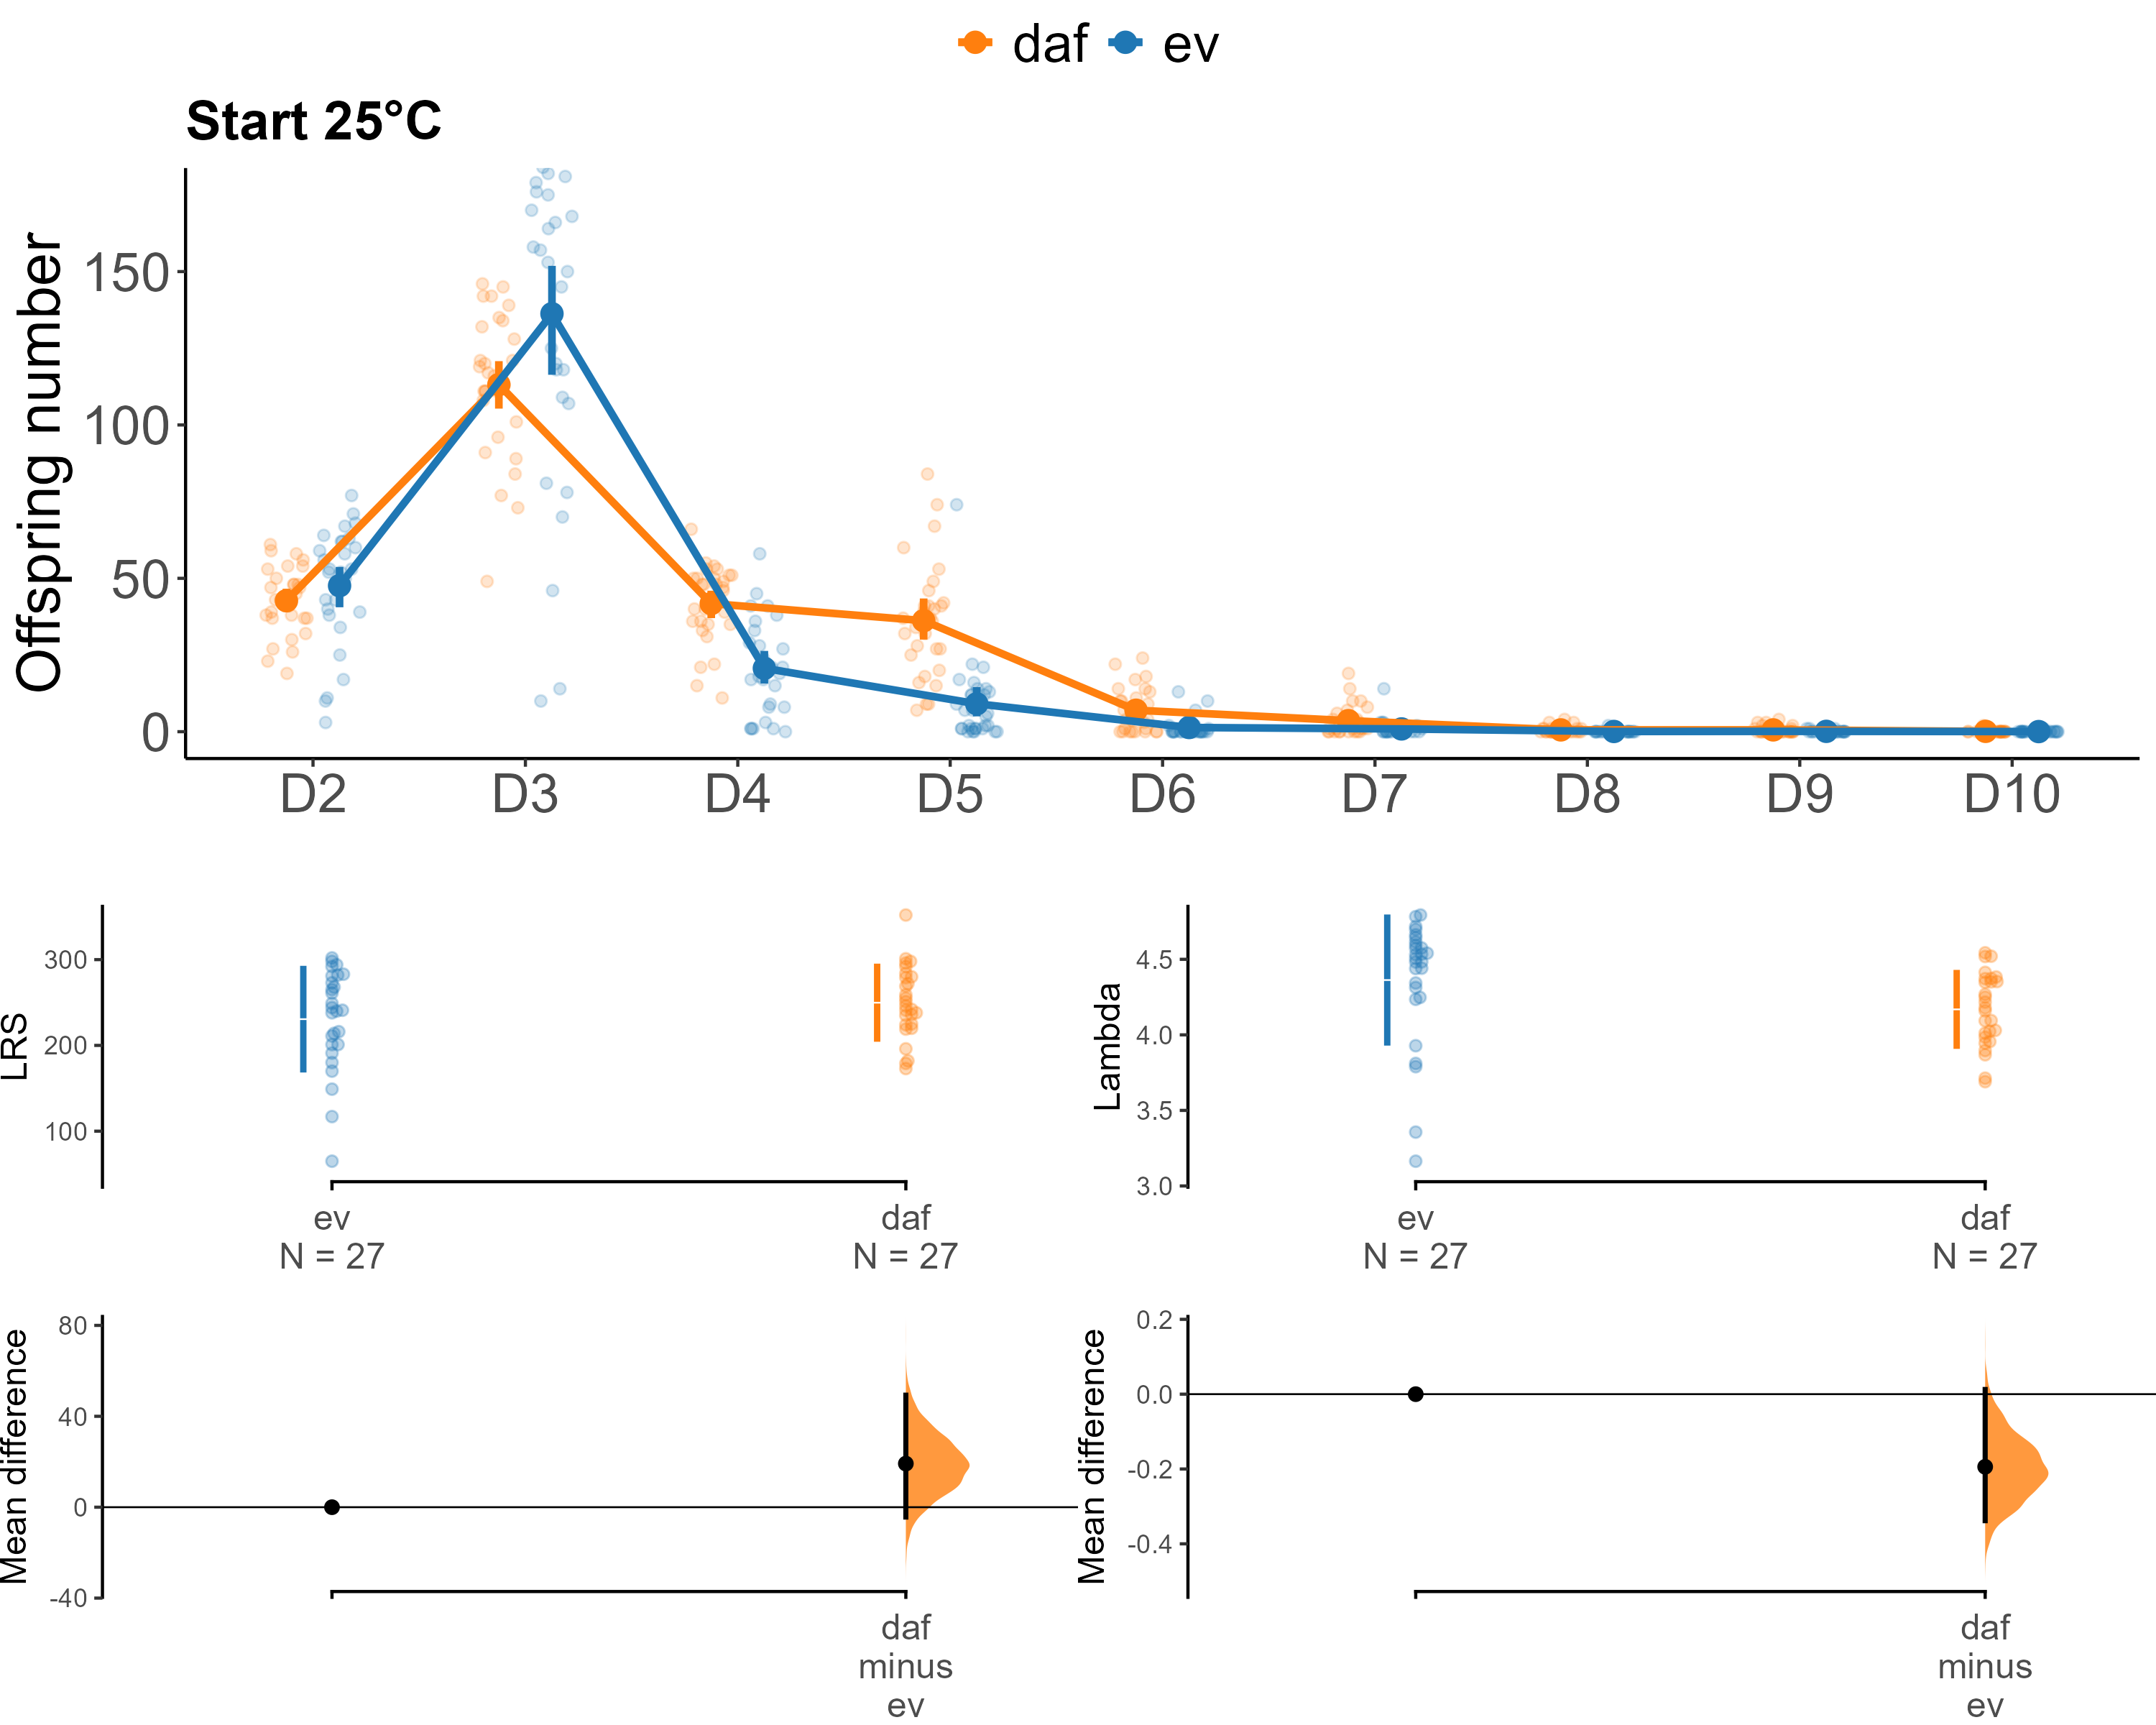 daf ev
Start 25°C
Offspring number
150
100
50
0
D2 D3 D4 D5 D6 D7 D8 D9 D10
LRS
300
200
100
ev daf
N = 27 N = 27
Lambda
4.5
4.0
3.5
3.0
ev daf
N = 27 N = 27
Mean difference
80
40
0
-40
daf
minus
ev
Mean difference
0.2
0.0
-0.2
-0.4
daf
minus
ev